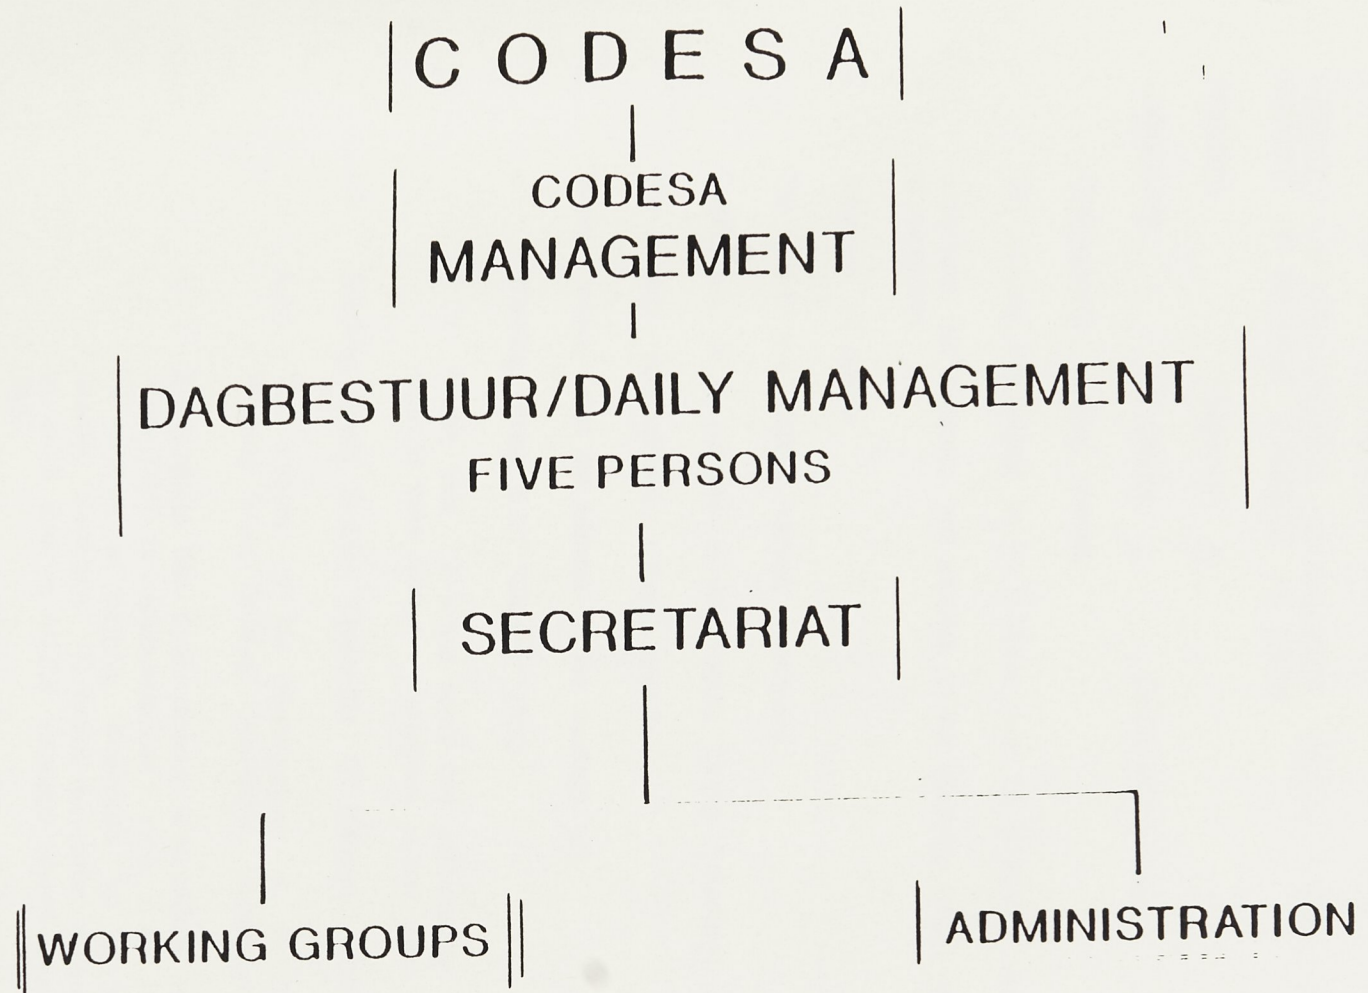 CODESA
CODESA
MANAGEMENT
DAGBESTUUR/DAILY MANAGEMENT
FIVE PERSONS
SECRETARIAT
WORKING GROUPS
ADMINISTRATION